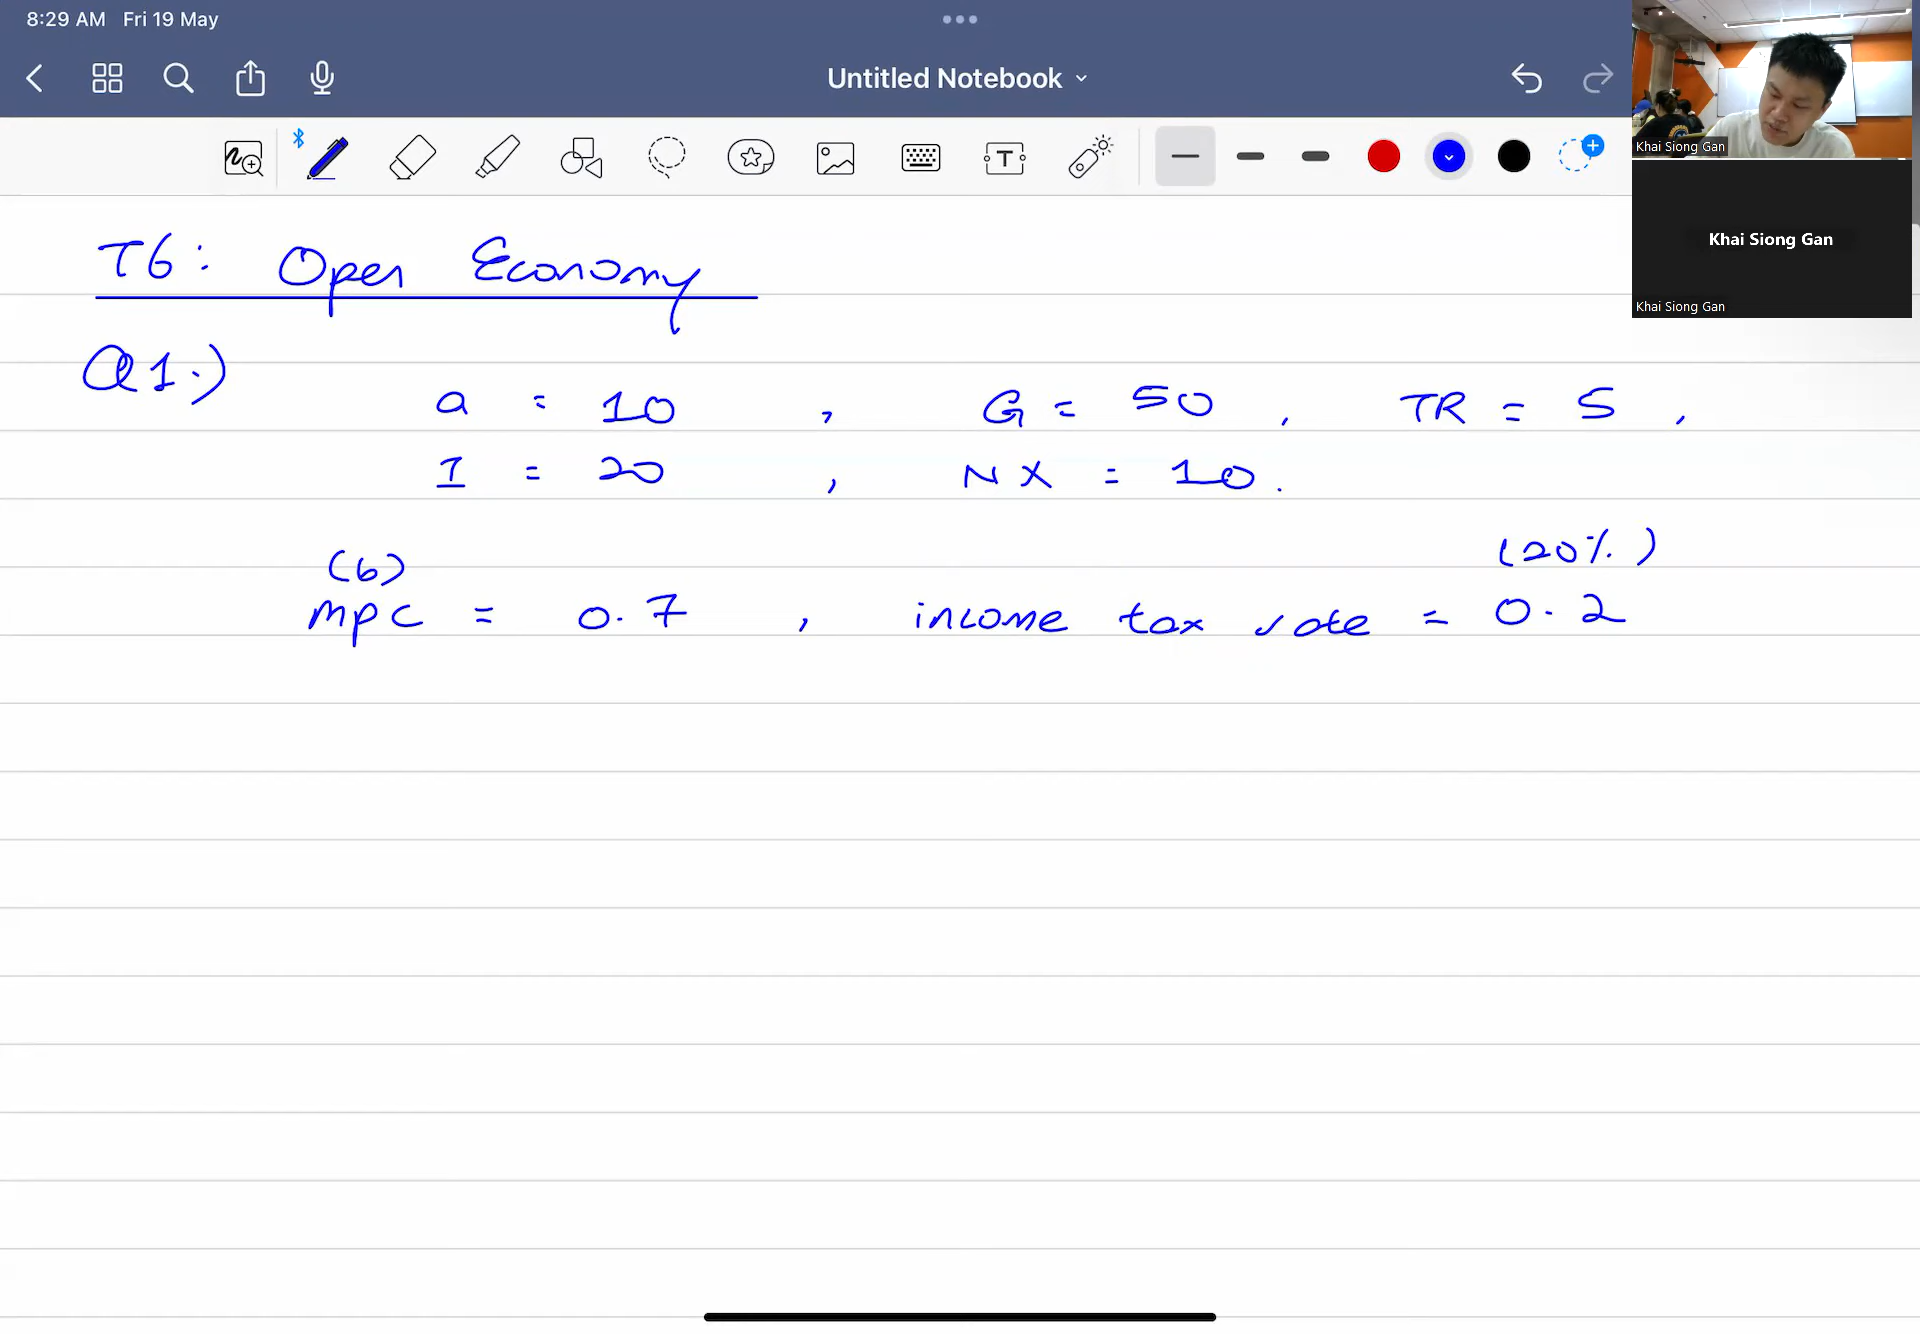 8:29 AM Fri 19 May
Untitled Notebook
T
Khai Siong Gan
Khai Siong Gan
Khai Siong Gan
T6: Open Economy
Q1.)
a = 10 , G = 50 , TR = 5 ,
I = 20 , NX = 10 .
(b) (20%)
mpc = 0.7 , income tax rate = 0.2